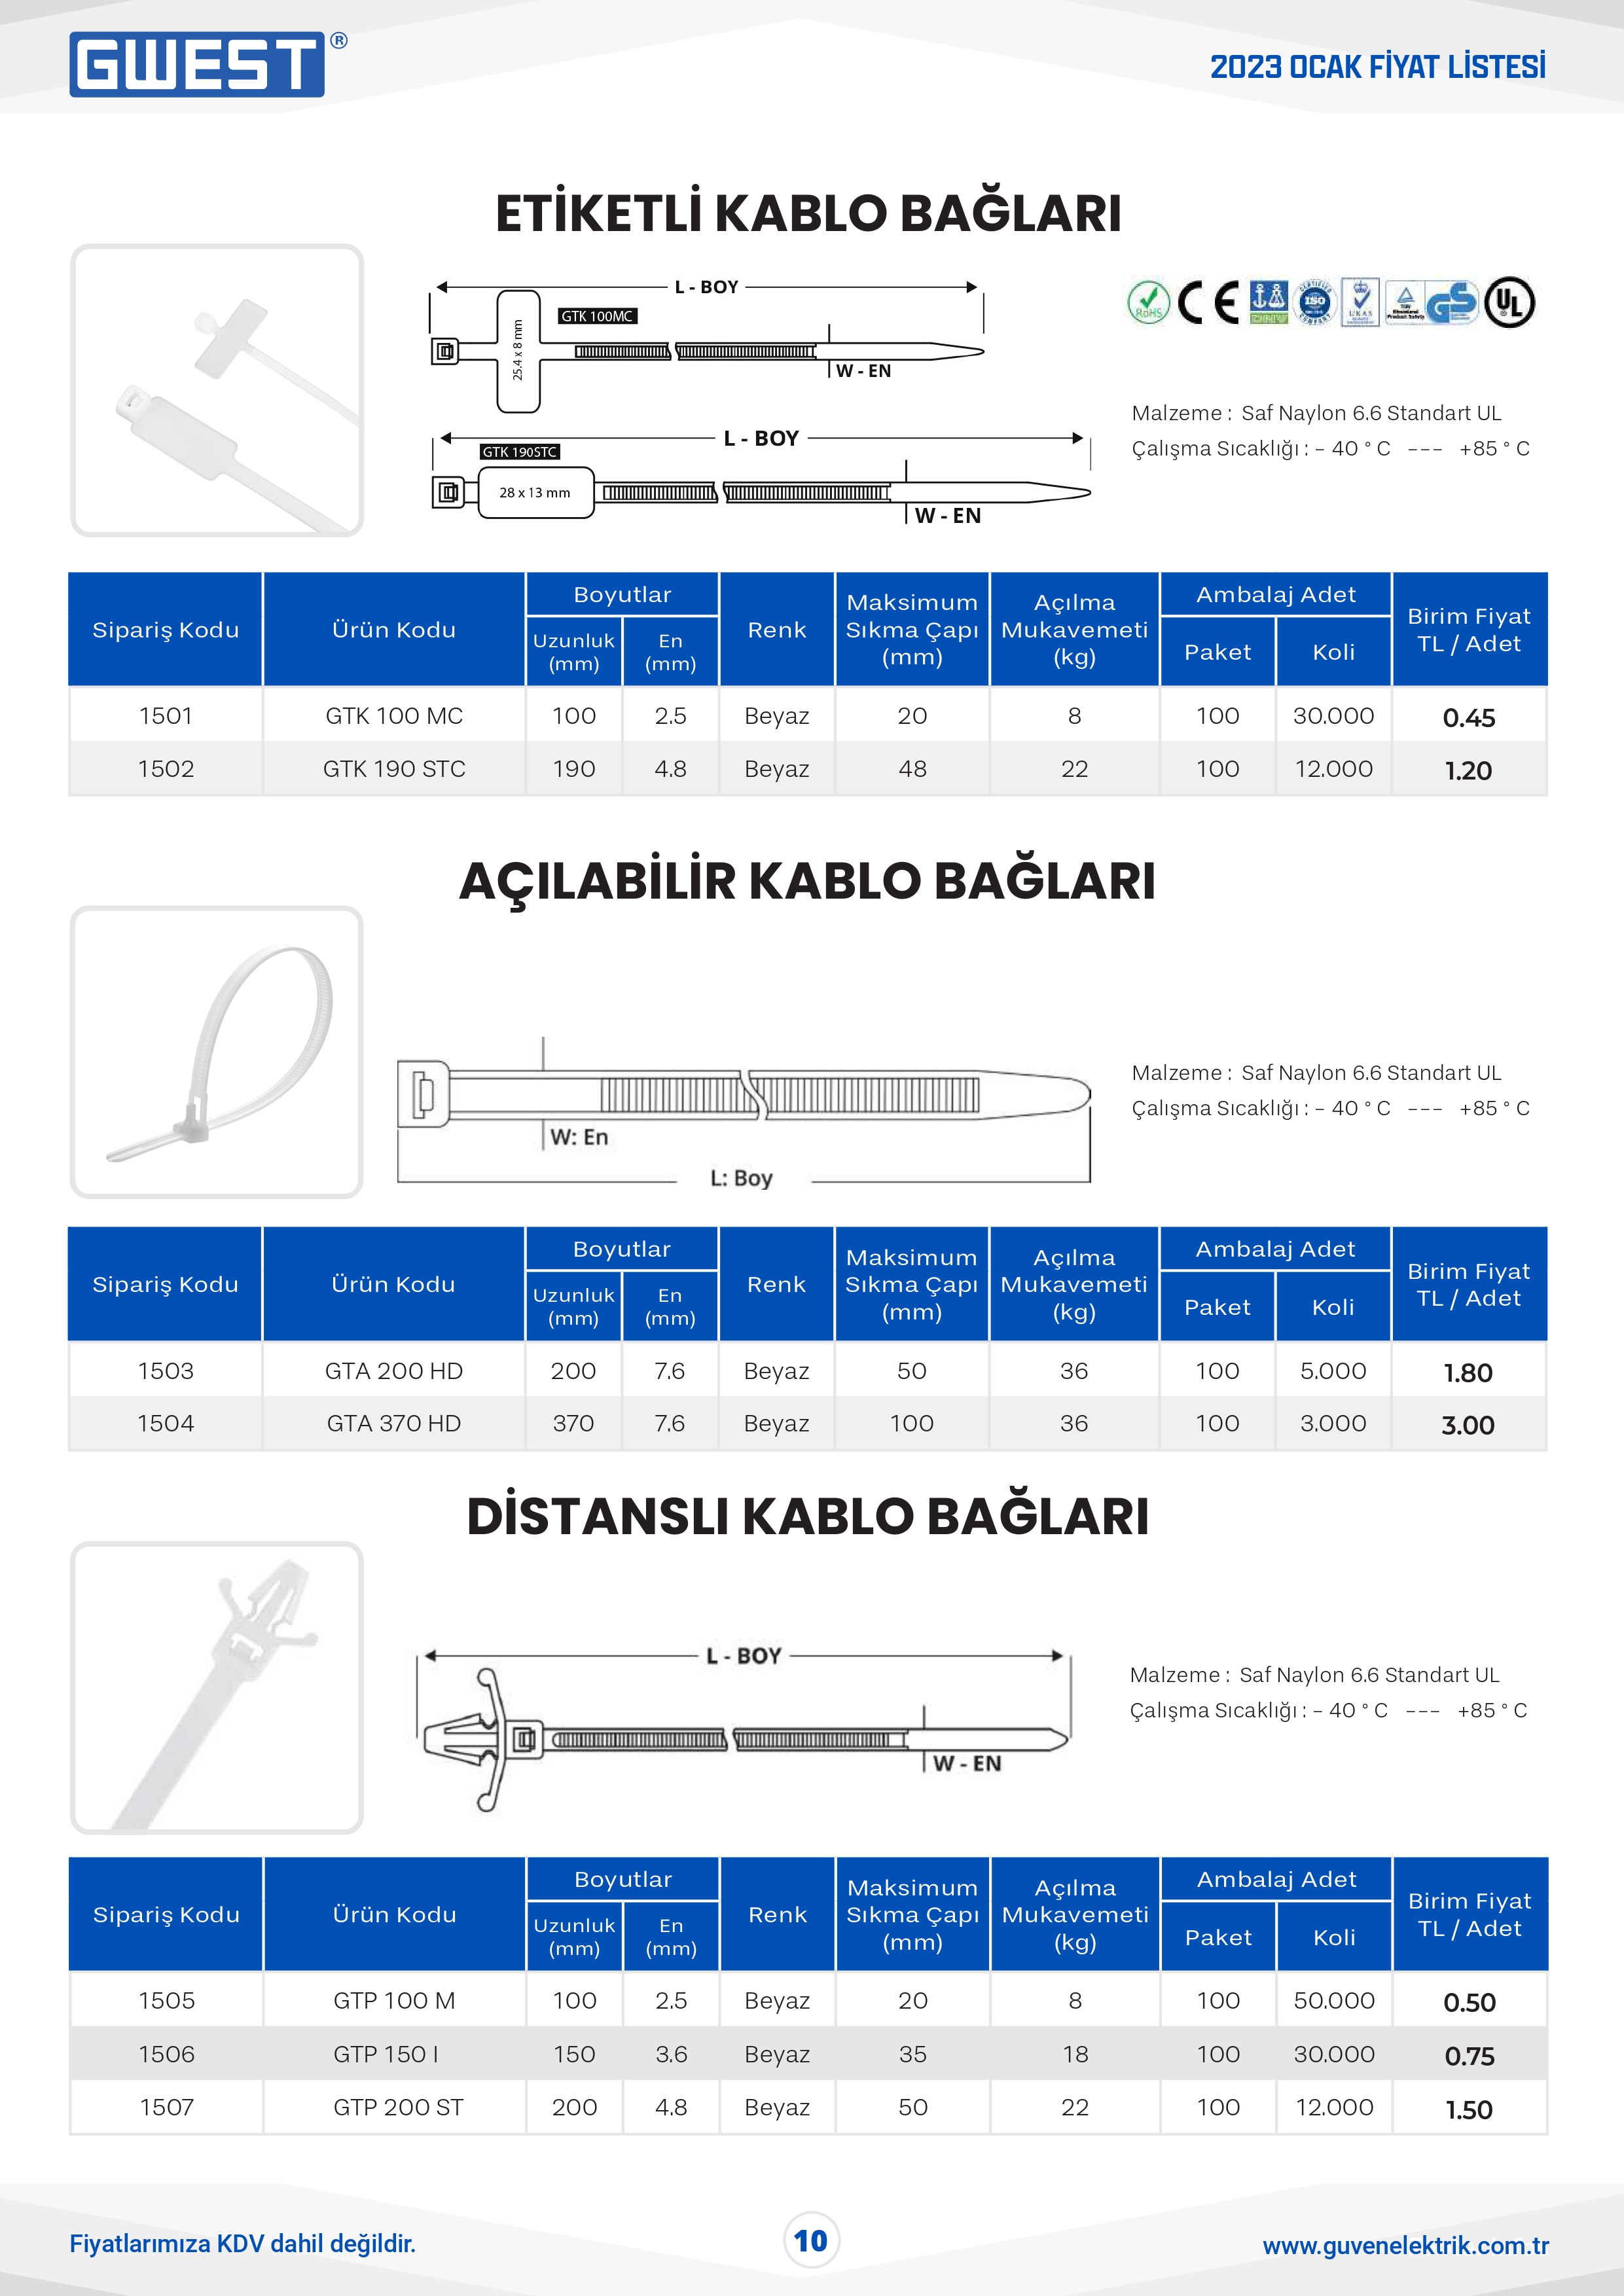 GWEST®
2023 OCAK FİYAT LİSTESİ
ETİKETLİ KABLO BAĞLARI
L - BOY
GTK 100MC
25.4 x 8 mm
W - EN
L - BOY
GTK 190STC
28 x 13 mm
W - EN
RoHS
CE
ISO
UKAS
UL
Malzeme : Saf Naylon 6.6 Standart UL
Çalışma Sıcaklığı : - 40 ° C --- +85 ° C
Sipariş Kodu Ürün Kodu Boyutlar Renk Maksimum Sıkma Çapı (mm) Açılma Mukavemeti (kg) Ambalaj Adet Birim Fiyat TL / Adet
Uzunluk (mm) En (mm) Paket Koli
1501 GTK 100 MC 100 2.5 Beyaz 20 8 100 30.000 0.45
1502 GTK 190 STC 190 4.8 Beyaz 48 22 100 12.000 1.20
AÇILABİLİR KABLO BAĞLARI
W: En
L: Boy
Malzeme : Saf Naylon 6.6 Standart UL
Çalışma Sıcaklığı : - 40 ° C --- +85 ° C
Sipariş Kodu Ürün Kodu Boyutlar Renk Maksimum Sıkma Çapı (mm) Açılma Mukavemeti (kg) Ambalaj Adet Birim Fiyat TL / Adet
Uzunluk (mm) En (mm) Paket Koli
1503 GTA 200 HD 200 7.6 Beyaz 50 36 100 5.000 1.80
1504 GTA 370 HD 370 7.6 Beyaz 100 36 100 3.000 3.00
DİSTANSLI KABLO BAĞLARI
L - BOY
W - EN
Malzeme : Saf Naylon 6.6 Standart UL
Çalışma Sıcaklığı : - 40 ° C --- +85 ° C
Sipariş Kodu Ürün Kodu Boyutlar Renk Maksimum Sıkma Çapı (mm) Açılma Mukavemeti (kg) Ambalaj Adet Birim Fiyat TL / Adet
Uzunluk (mm) En (mm) Paket Koli
1505 GTP 100 M 100 2.5 Beyaz 20 8 100 50.000 0.50
1506 GTP 150 I 150 3.6 Beyaz 35 18 100 30.000 0.75
1507 GTP 200 ST 200 4.8 Beyaz 50 22 100 12.000 1.50
Fiyatlarımıza KDV dahil değildir.
10
www.guvenelektrik.com.tr